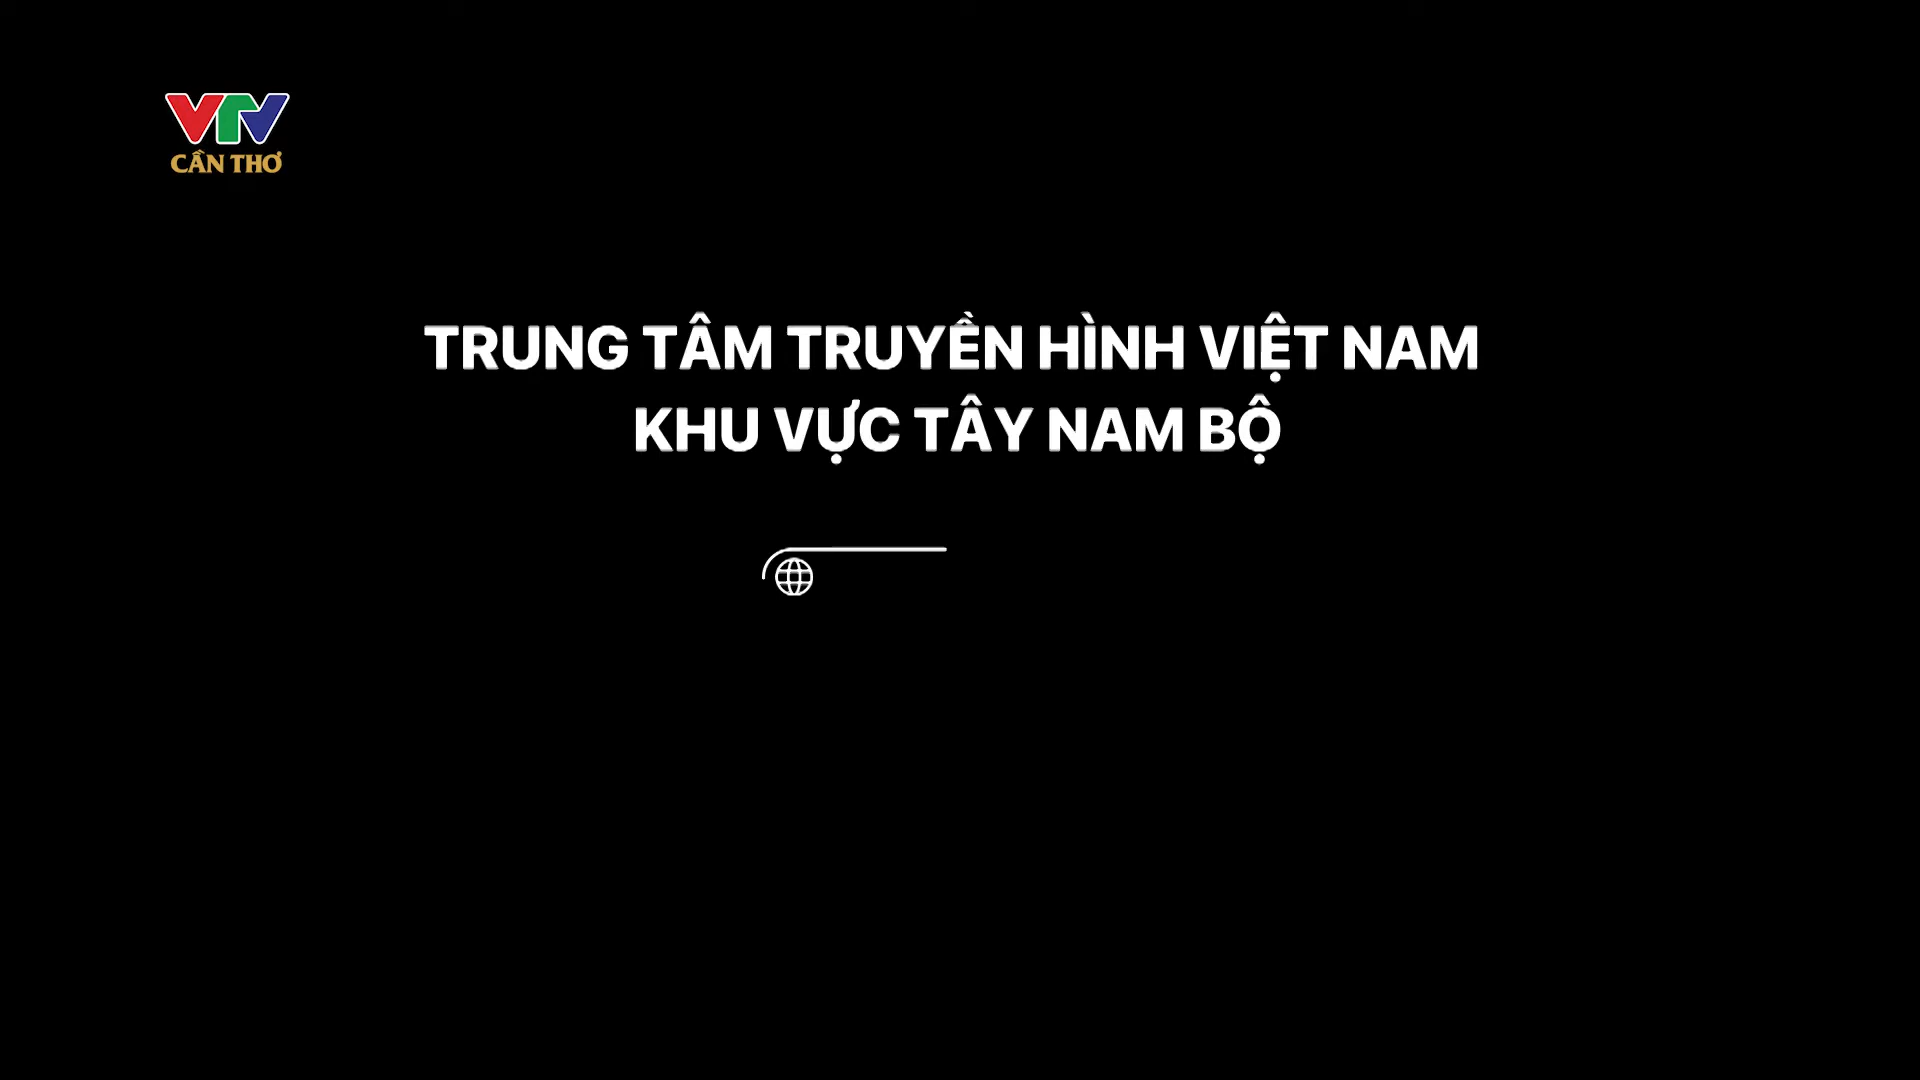 VTV
CẦN THƠ
TRUNG TÂM TRUYỀN HÌNH VIỆT NAM
KHU VỰC TÂY NAM BỘ